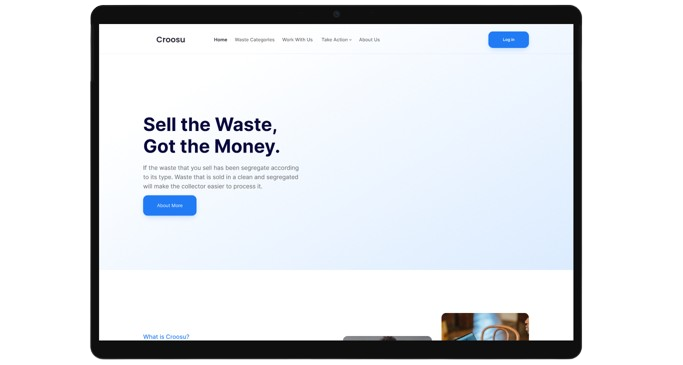 Croosu
Home Waste Categories Work With Us Take Action About Us
Log In
Sell the Waste,
Got the Money.
If the waste that you sell has been segregate according
to its type. Waste that is sold in a clean and segregated
will make the collector easier to process it.
About More
What is Croosu?